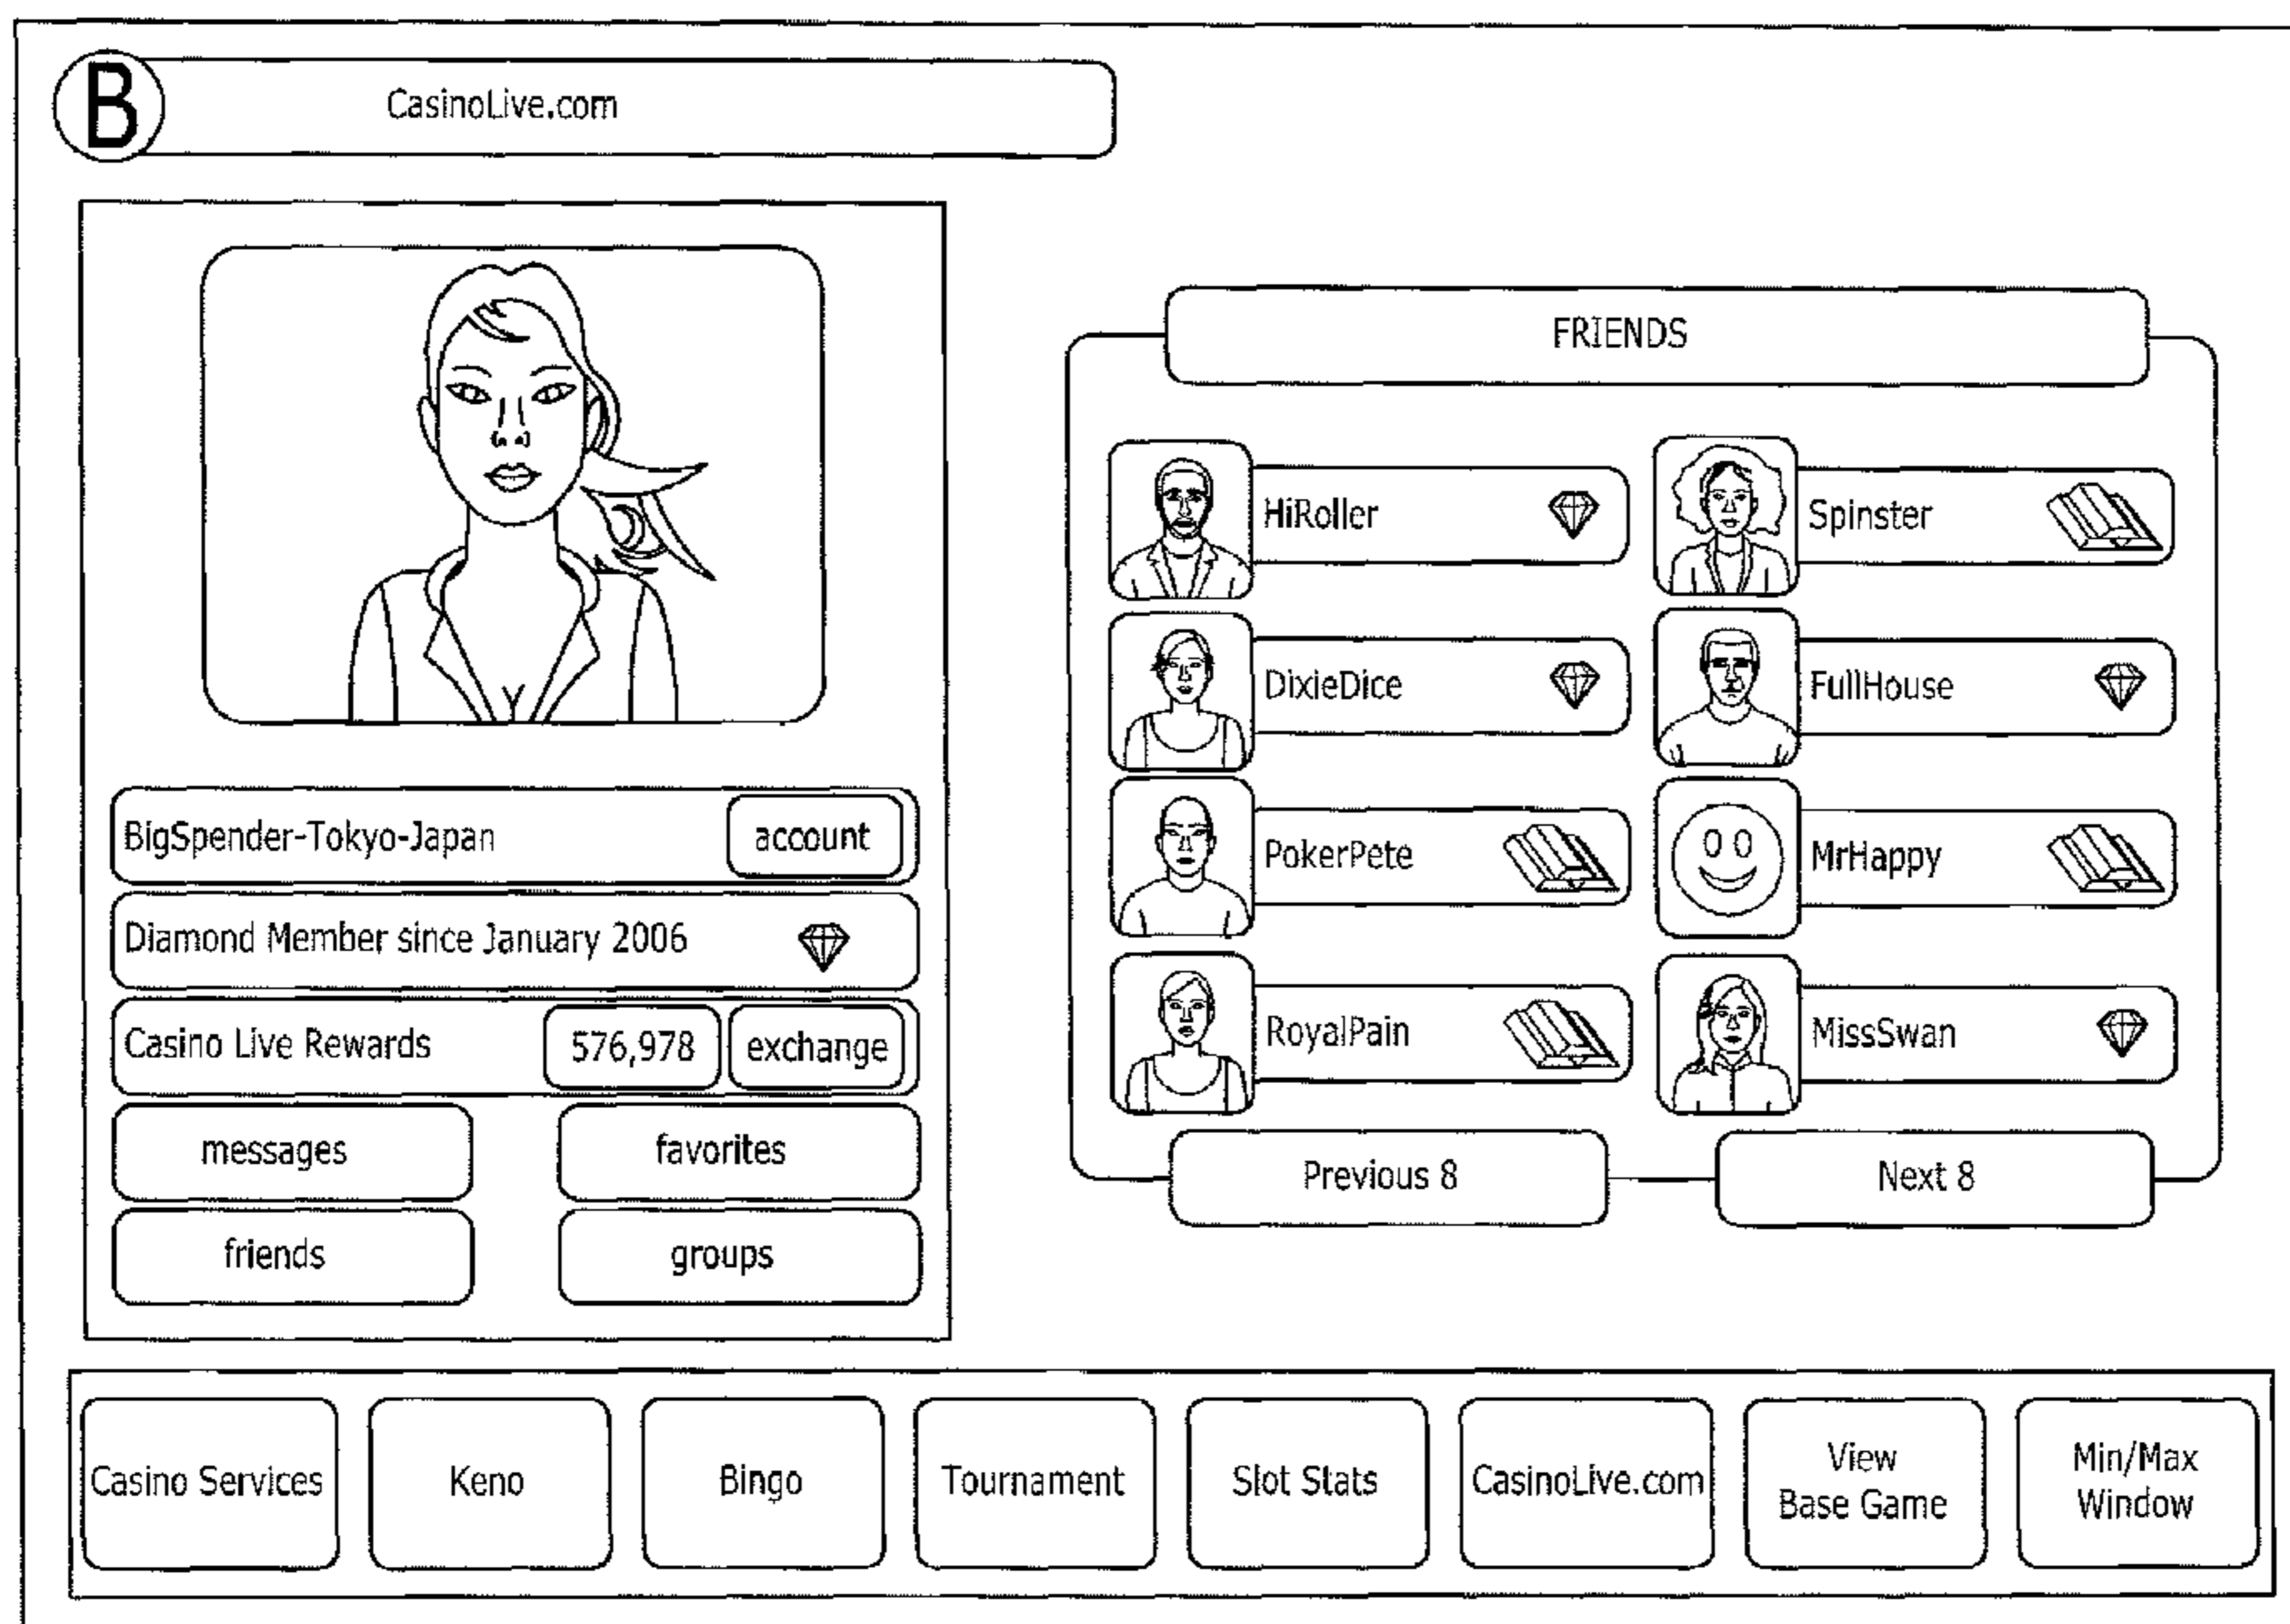 B
CasinoLive.com
BigSpender-Tokyo-Japan
account
Diamond Member since January 2006
Casino Live Rewards
576,978
exchange
messages
favorites
friends
groups
FRIENDS
HiRoller
Spinster
DixieDice
FullHouse
PokerPete
MrHappy
RoyalPain
MissSwan
Previous 8
Next 8
Casino Services
Keno
Bingo
Tournament
Slot Stats
CasinoLive.com
View
Base Game
Min/Max
Window